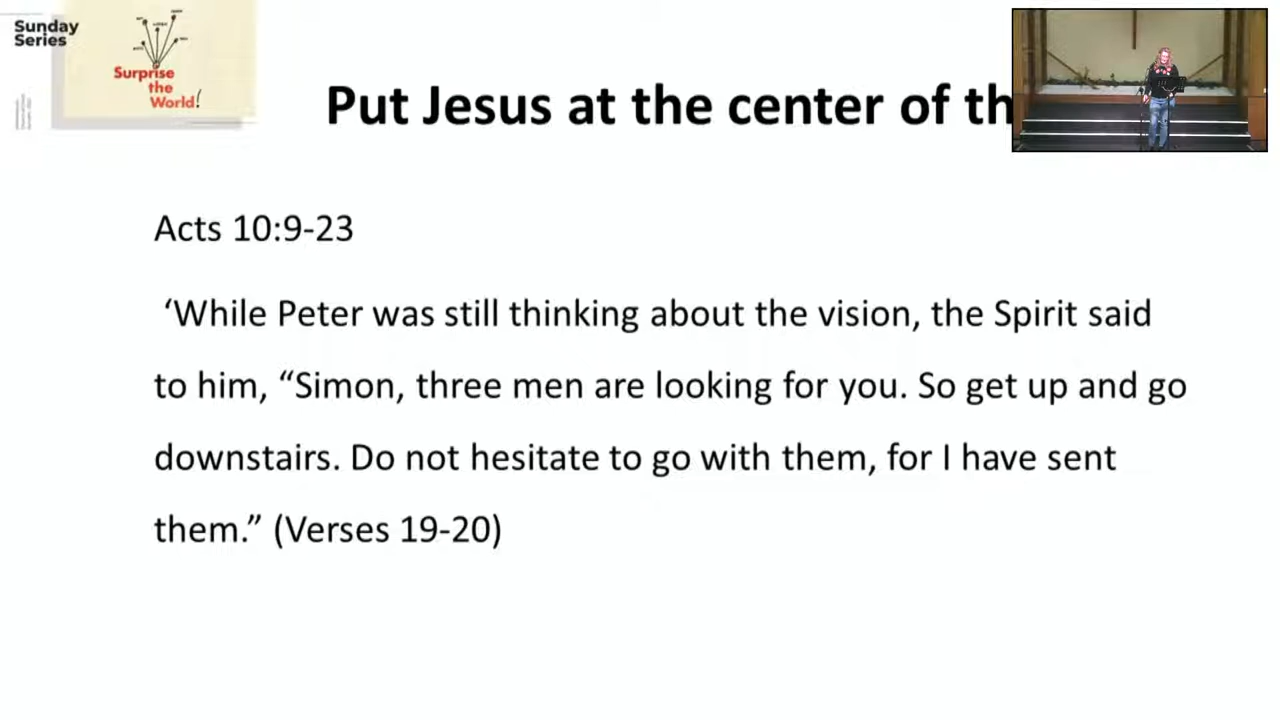 Sunday
Series
Surprise
the
World!
Put Jesus at the center of th
Acts 10:9-23
‘While Peter was still thinking about the vision, the Spirit said
to him, “Simon, three men are looking for you. So get up and go
downstairs. Do not hesitate to go with them, for I have sent
them.” (Verses 19-20)